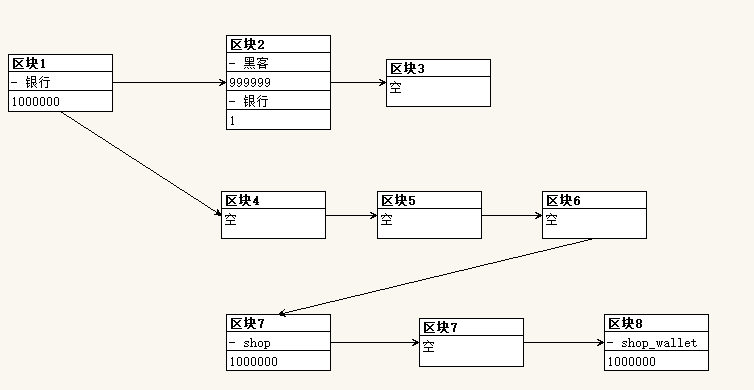 区块1
- 银行
1000000
区块2
- 黑客
999999
- 银行
1
区块3
空
区块4
空
区块5
空
区块6
空
区块7
- shop
1000000
区块7
空
区块8
- shop_wallet
1000000